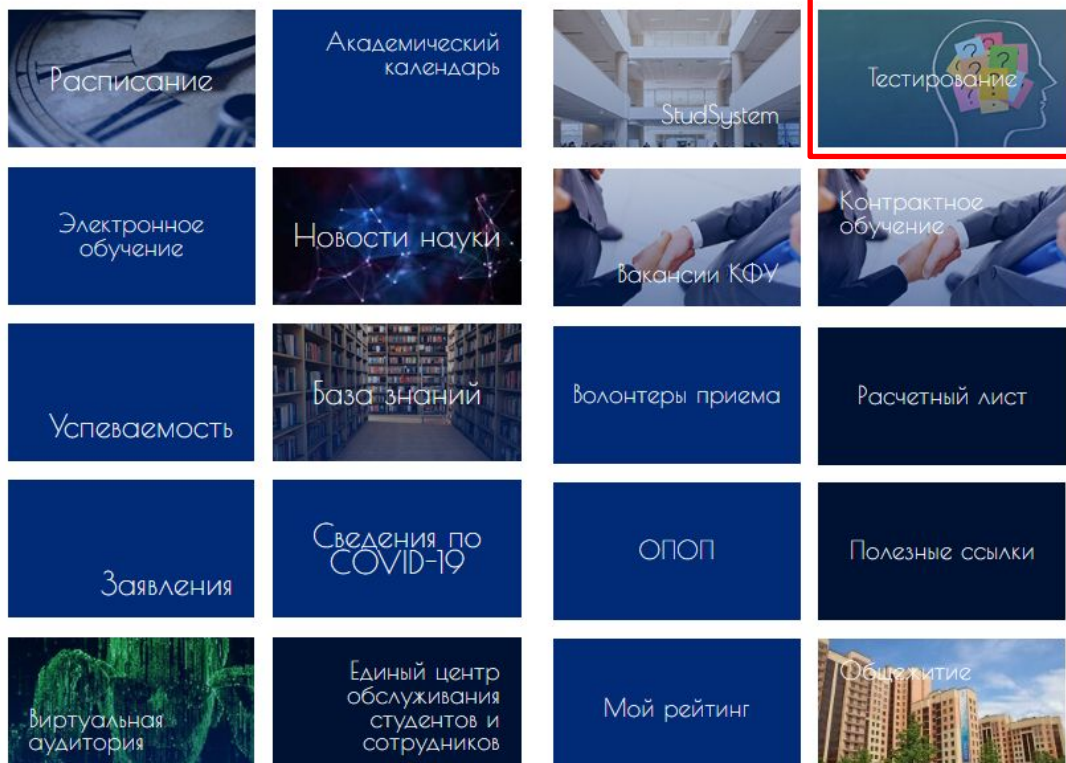 Расписание
Академический
календарь
StudSystem
Тестирование
Электронное
обучение
Новости науки
Вакансии КФУ
Контрактное
обучение
Успеваемость
База знаний
Волонтеры приема
Расчетный лист
Заявления
Сведения по
COVID-19
ОПОП
Полезные ссылки
Виртуальная
аудитория
Единый центр
обслуживания
студентов и
сотрудников
Мой рейтинг
Общежитие